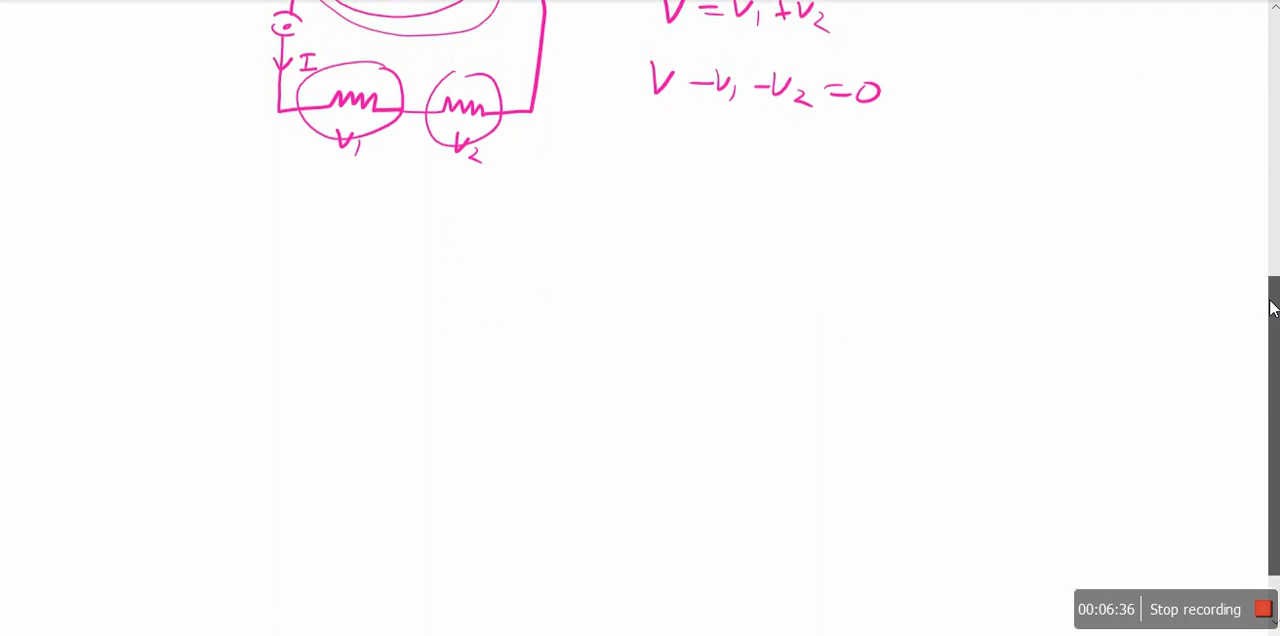 V = V₁ + V₂
I
V - V₁ - V₂ = 0
V₁ V₂
00:06:36 Stop recording